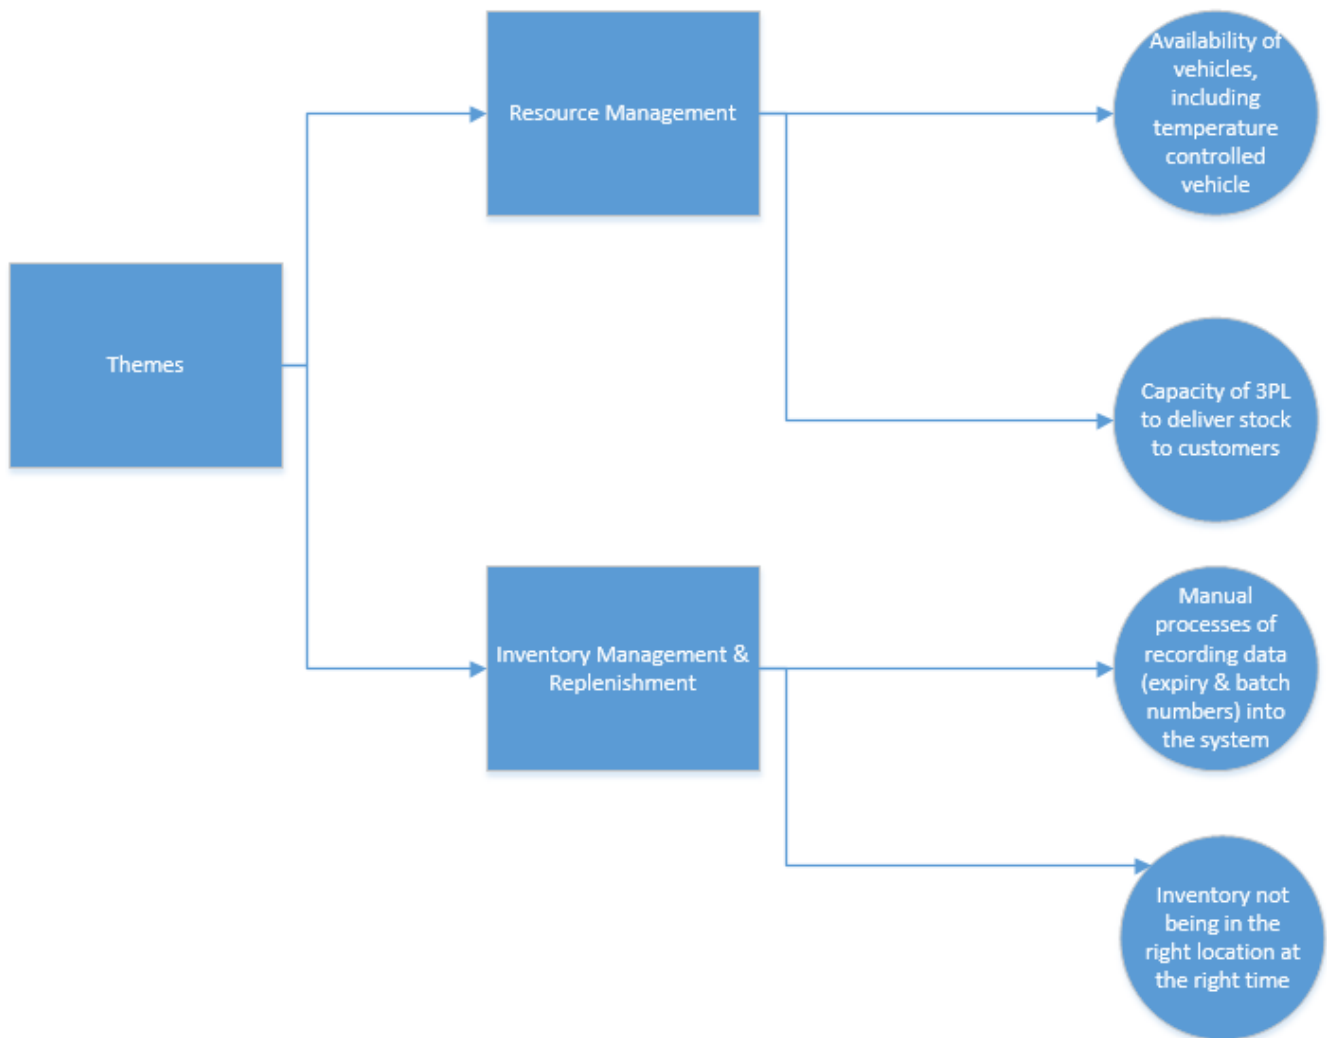 Themes
Resource Management
Availability of
vehicles,
including
temperature
controlled
vehicle
Capacity of 3PL
to deliver stock
to customers
Inventory Management &
Replenishment
Manual
processes of
recording data
(expiry & batch
numbers) into
the system
Inventory not
being in the
right location at
the right time